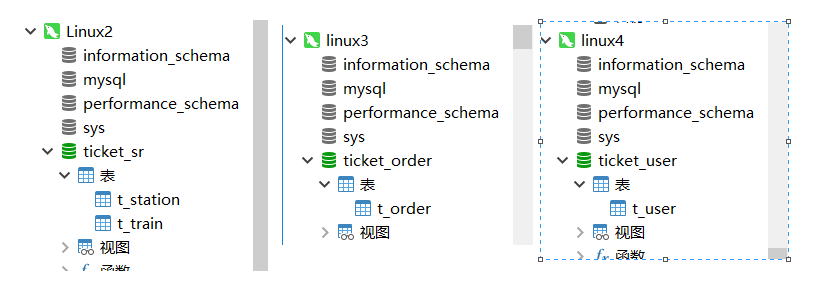 Linux2
information_schema
mysql
performance_schema
sys
ticket_sr
表
t_station
t_train
视图
函数
linux3
information_schema
mysql
performance_schema
sys
ticket_order
表
t_order
视图
linux4
information_schema
mysql
performance_schema
sys
ticket_user
表
t_user
视图
fx 函数